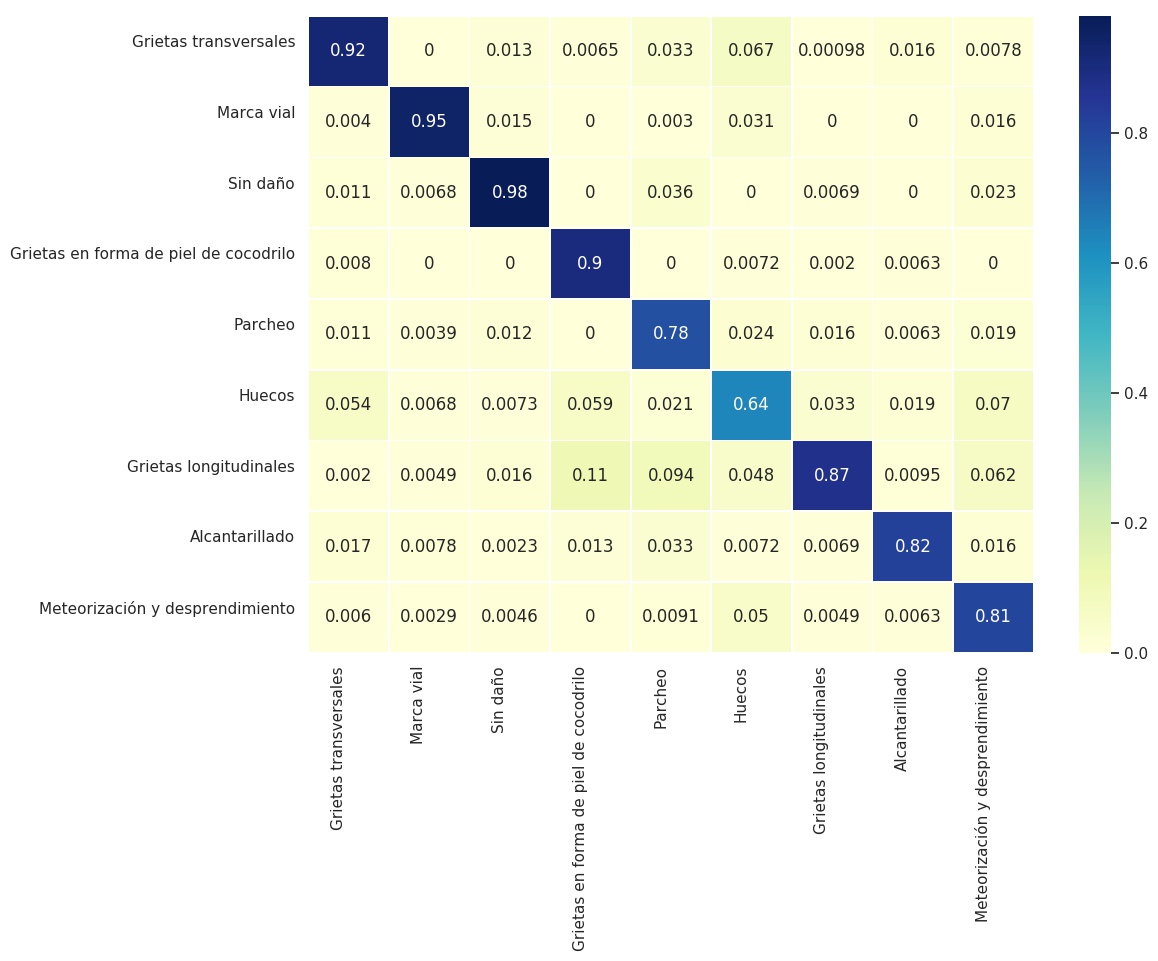 Grietas transversales 0.92 0 0.013 0.0065 0.033 0.067 0.00098 0.016 0.0078
Marca vial 0.004 0.95 0.015 0 0.003 0.031 0 0 0.016
Sin daño 0.011 0.0068 0.98 0 0.036 0 0.0069 0 0.023
Grietas en forma de piel de cocodrilo 0.008 0 0 0.9 0 0.0072 0.002 0.0063 0
Parcheo 0.011 0.0039 0.012 0 0.78 0.024 0.016 0.0063 0.019
Huecos 0.054 0.0068 0.0073 0.059 0.021 0.64 0.033 0.019 0.07
Grietas longitudinales 0.002 0.0049 0.016 0.11 0.094 0.048 0.87 0.0095 0.062
Alcantarillado 0.017 0.0078 0.0023 0.013 0.033 0.0072 0.0069 0.82 0.016
Meteorización y desprendimiento 0.006 0.0029 0.0046 0 0.0091 0.05 0.0049 0.0063 0.81
Grietas transversales
Marca vial
Sin daño
Grietas en forma de piel de cocodrilo
Parcheo
Huecos
Grietas longitudinales
Alcantarillado
Meteorización y desprendimiento
0.8
0.6
0.4
0.2
0.0